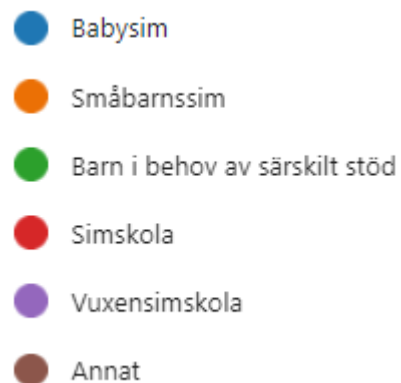 Babysim
Småbarnssim
Barn i behov av särskilt stöd
Simskola
Vuxensimskola
Annat